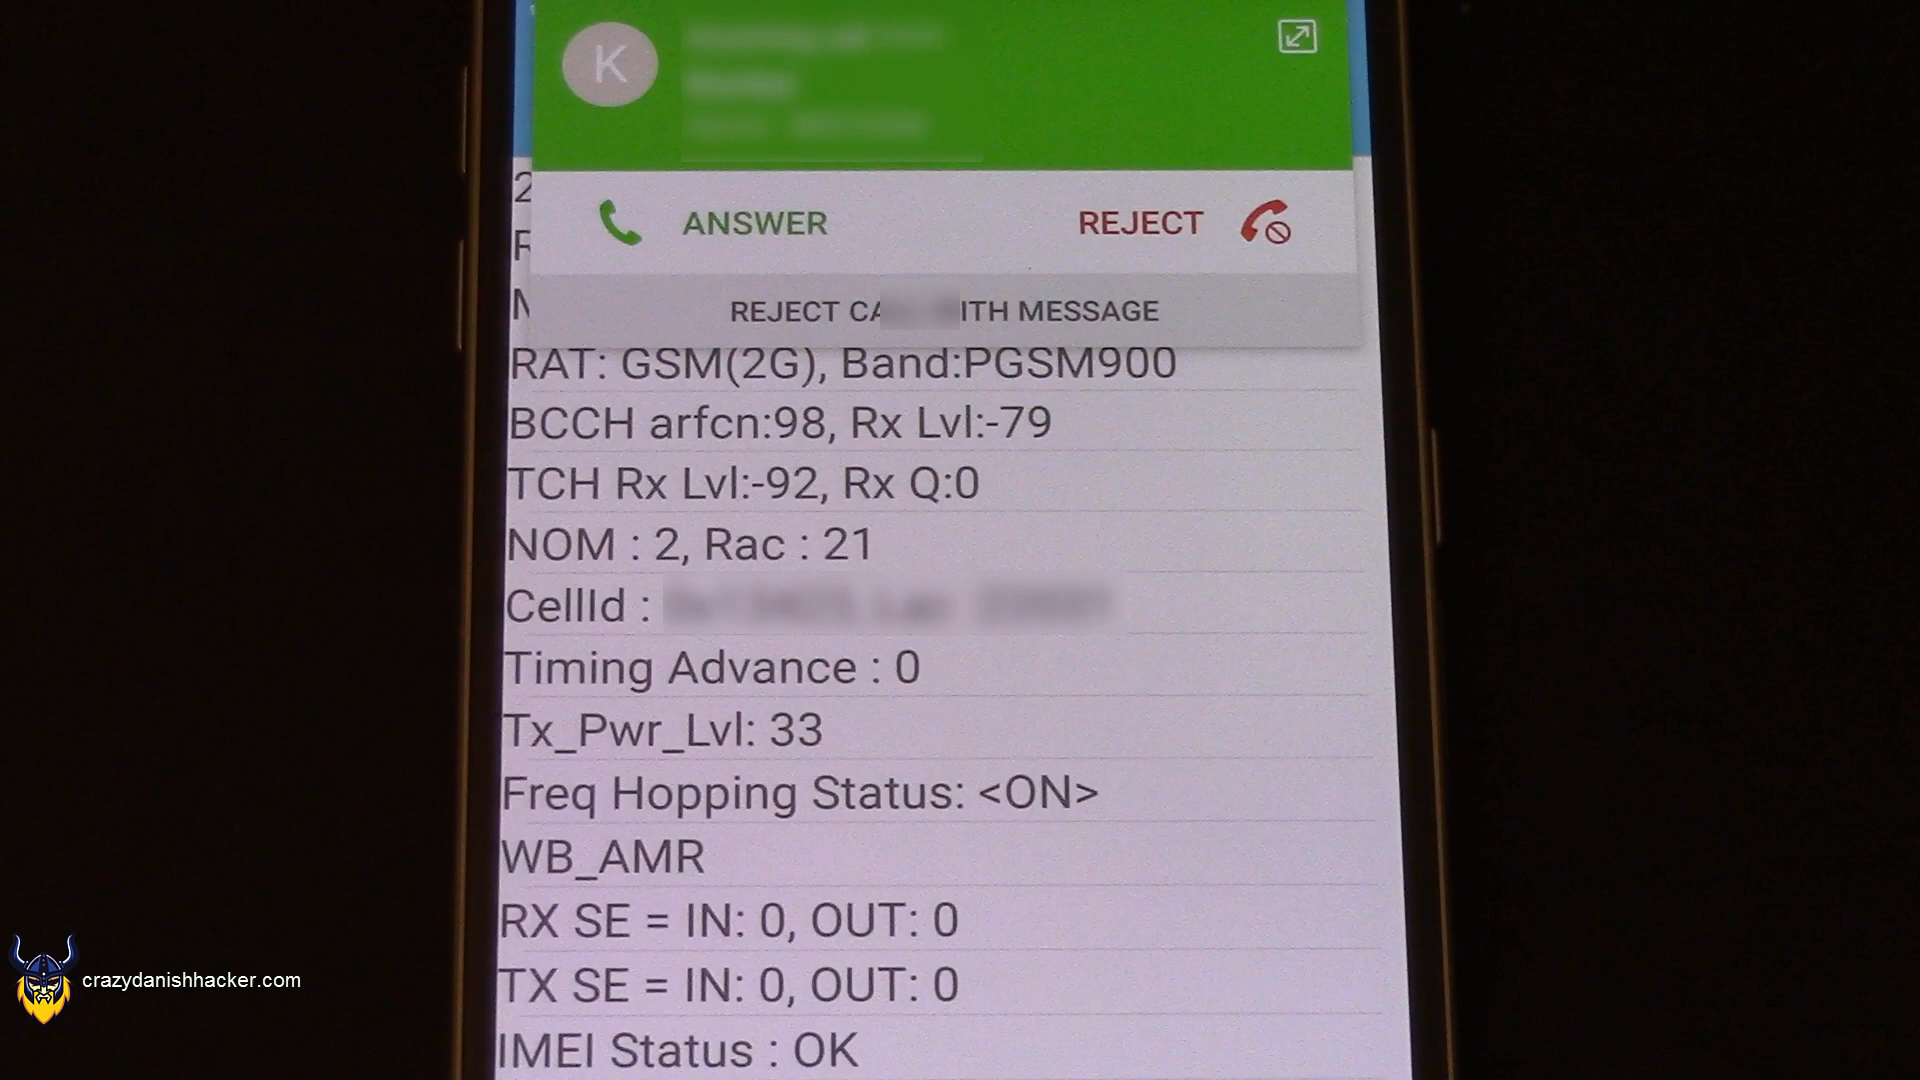 K
ANSWER
REJECT
REJECT CA ITH MESSAGE
RAT: GSM(2G), Band:PGSM900
BCCH arfcn:98, Rx Lvl:-79
TCH Rx Lvl:-92, Rx Q:0
NOM : 2, Rac : 21
CellId :
Timing Advance : 0
Tx_Pwr_Lvl: 33
Freq Hopping Status: <ON>
WB_AMR
RX SE = IN: 0, OUT: 0
TX SE = IN: 0, OUT: 0
IMEI Status : OK
crazydanishhacker.com